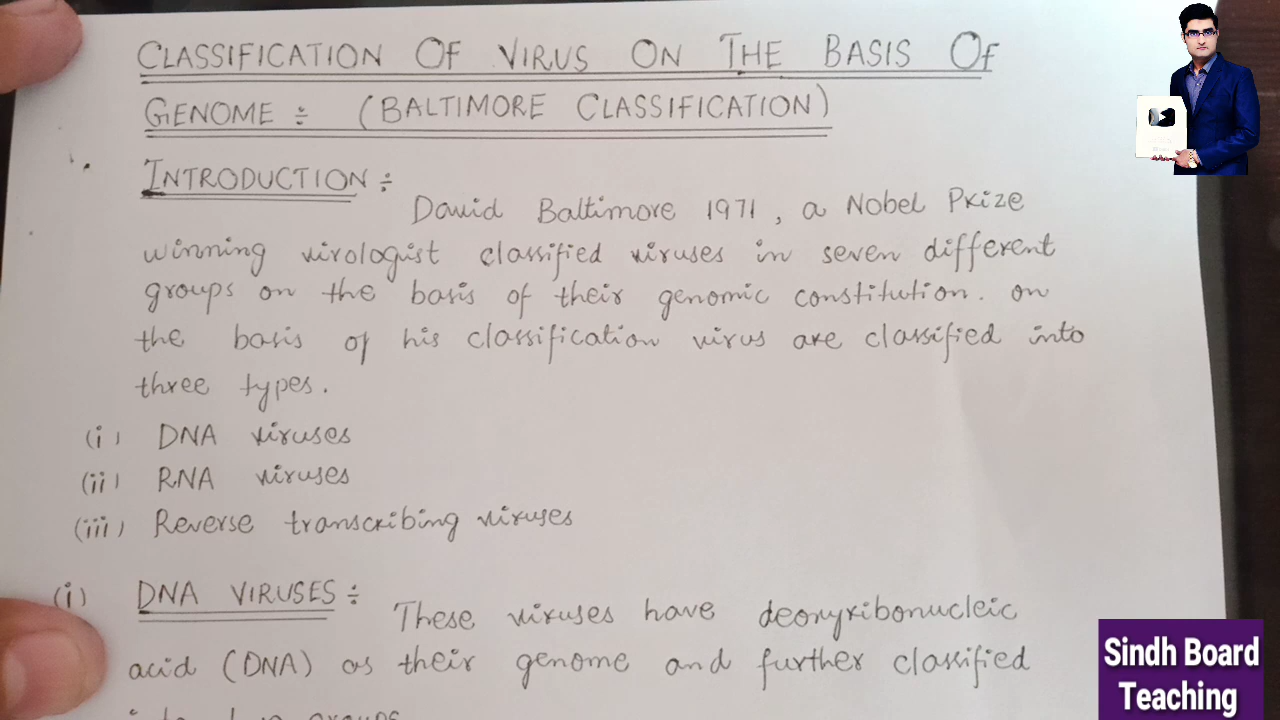 CLASSIFICATION OF VIRUS ON THE BASIS OF
GENOME ÷ (BALTIMORE CLASSIFICATION)
INTRODUCTION ÷
David Baltimore 1971, a Nobel Prize
winning virologist classified viruses in seven different
groups on the basis of their genomic constitution. on
the basis of his classification virus are classified into
three types.
(i) DNA viruses
(ii) RNA viruses
(iii) Reverse transcribing viruses
(i) DNA VIRUSES ÷
These viruses have deoxyribonucleic
acid (DNA) as their genome and further classified
groups
Sindh Board
Teaching